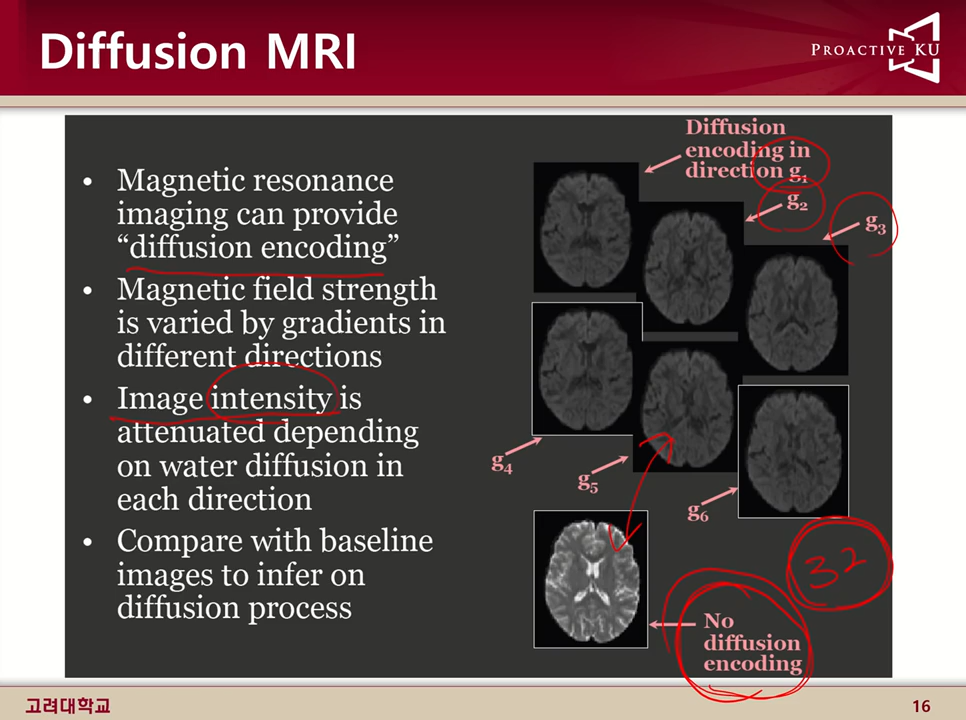 Diffusion MRI
PROACTIVE KU
• Magnetic resonance
imaging can provide
“diffusion encoding”
• Magnetic field strength
is varied by gradients in
different directions
• Image intensity is
attenuated depending
on water diffusion in
each direction
• Compare with baseline
images to infer on
diffusion process
Diffusion
encoding in
direction g₁
g₂
g₃
g₄
g₅
g₆
32
No
diffusion
encoding
고려대학교
16